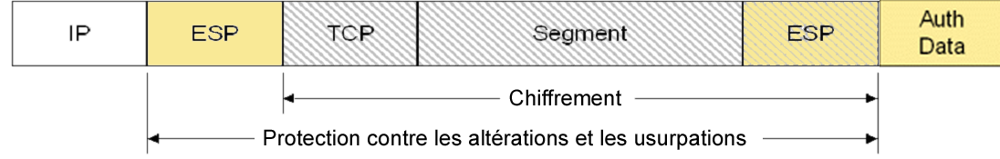 IP ESP TCP Segment ESP Auth Data
Chiffrement
Protection contre les altérations et les usurpations